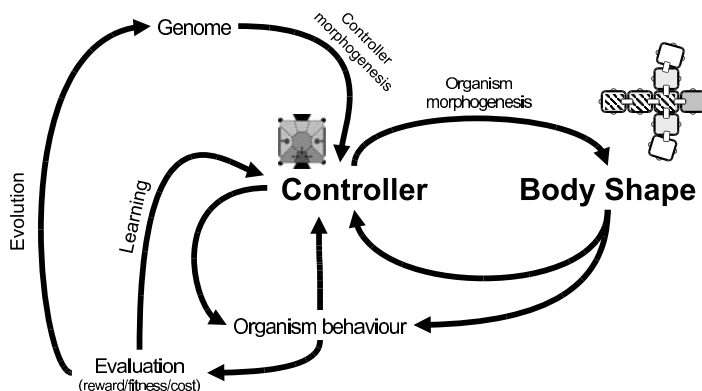 Genome
Controller
morphogenesis
Organism
morphogenesis
Controller
Body Shape
Evolution
Learning
Organism behaviour
Evaluation
(reward/fitness/cost)